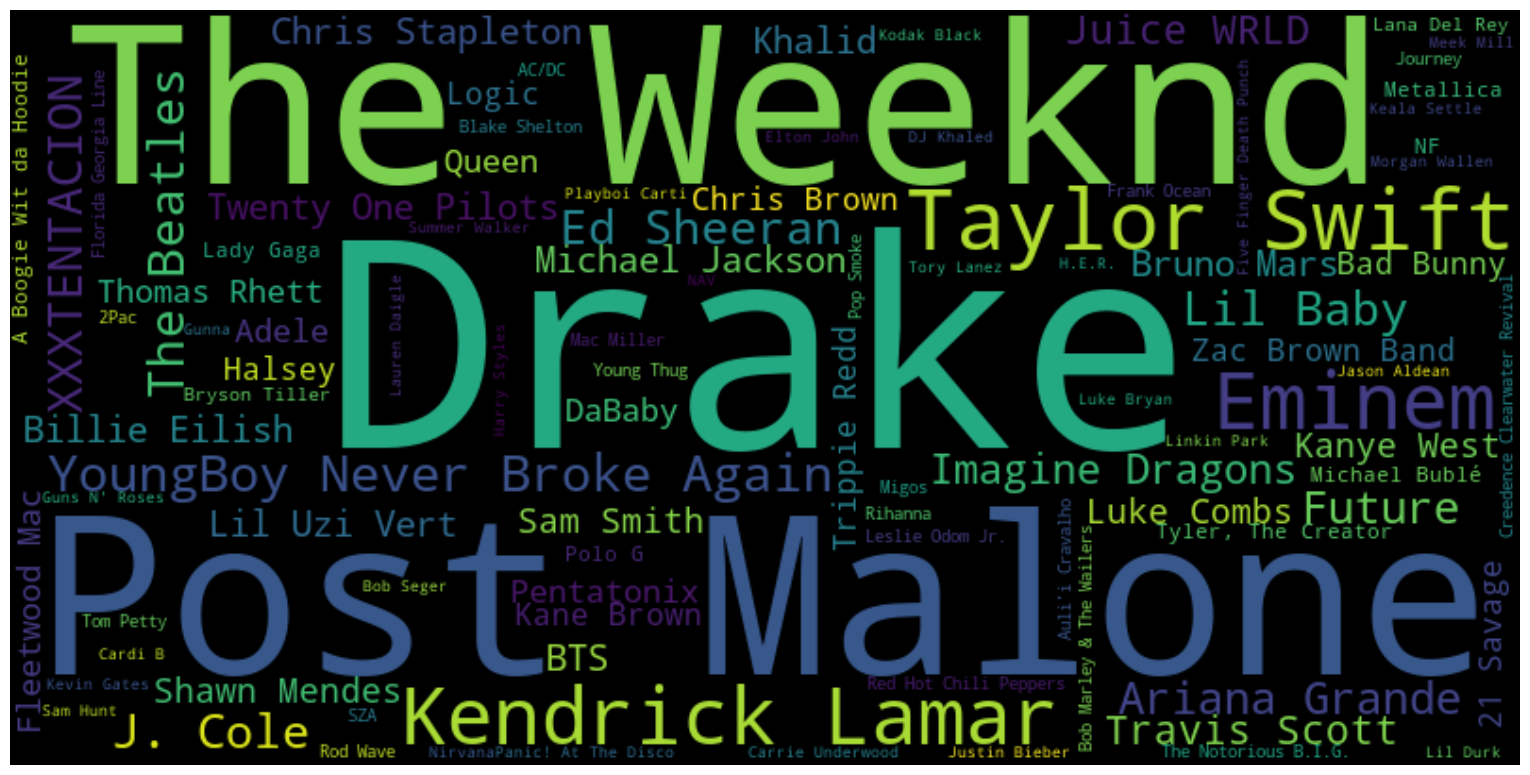 The Weeknd
Chris Stapleton
Khalid
Kodak Black
Juice WRLD
Lana Del Rey
Meek Mill
Journey
AC/DC
Logic
Metallica
Keala Settle
Blake Shelton
Elton John
DJ Khaled
NF
Morgan Wallen
Queen
A Boogie Wit da Hoodie
XXXTENTACION
Florida Georgia Line
The Beatles
Five Finger Death Punch
Playboi Carti
Chris Brown
Frank Ocean
Twenty One Pilots
Summer Walker
Ed Sheeran
Taylor Swift
Lady Gaga
Michael Jackson
Pop Smoke
Tory Lanez
H.E.R.
Bruno Mars
Bad Bunny
NAV
Thomas Rhett
2Pac
Gunna
Adele
Lauren Daigle
Harry Styles
Drake
Lil Baby
Mac Miller
Zac Brown Band
Creedence Clearwater Revival
Halsey
Young Thug
Jason Aldean
Bryson Tiller
DaBaby
Trippie Redd
Luke Bryan
Eminem
Billie Eilish
Linkin Park
Kanye West
YoungBoy Never Broke Again
Imagine Dragons
Michael Bublé
Guns N' Roses
Migos
Fleetwood Mac
Lil Uzi Vert
Sam Smith
Rihanna
Luke Combs
Future
Leslie Odom Jr.
Tyler, The Creator
Polo G
Auli'i Cravalho
Bob Marley & The Wailers
Post Malone
Bob Seger
Pentatonix
Kane Brown
21 Savage
Tom Petty
Cardi B
BTS
Kevin Gates
Shawn Mendes
Red Hot Chili Peppers
Ariana Grande
Sam Hunt
SZA
Kendrick Lamar
J. Cole
Travis Scott
Rod Wave
Nirvana
Panic! At The Disco
Carrie Underwood
Justin Bieber
The Notorious B.I.G.
Lil Durk